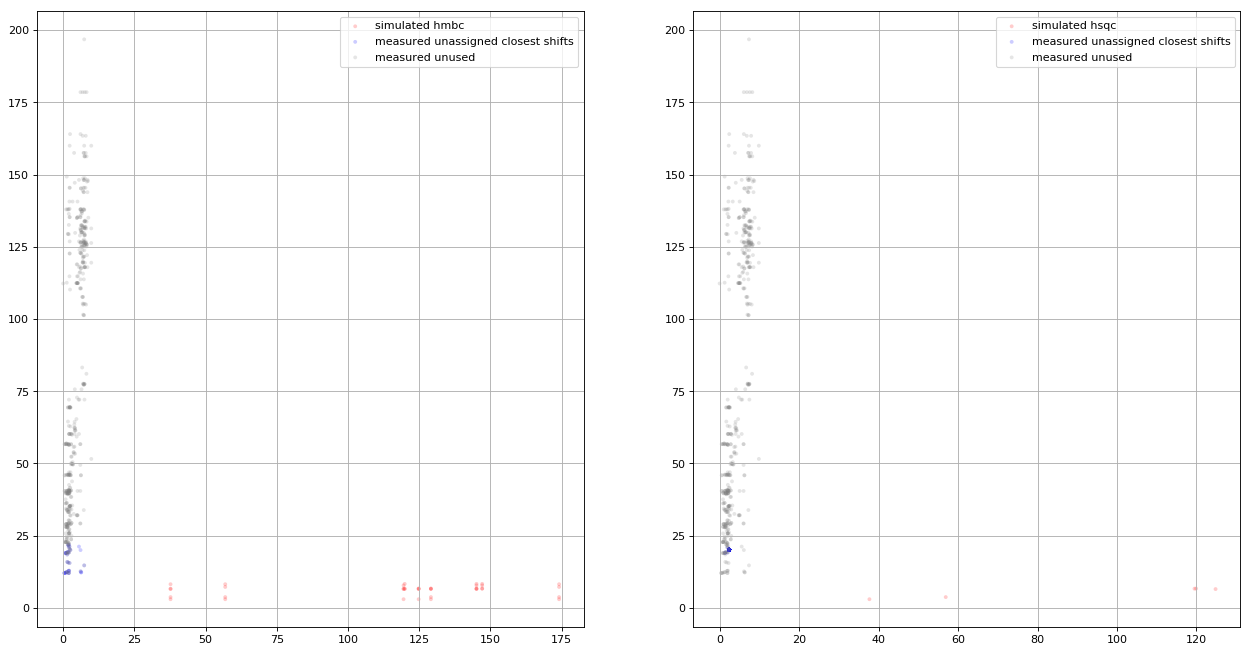 simulated hmbc
measured unassigned closest shifts
measured unused
200
175
150
125
100
75
50
25
0
0 25 50 75 100 125 150 175
simulated hsqc
measured unassigned closest shifts
measured unused
200
175
150
125
100
75
50
25
0
0 20 40 60 80 100 120